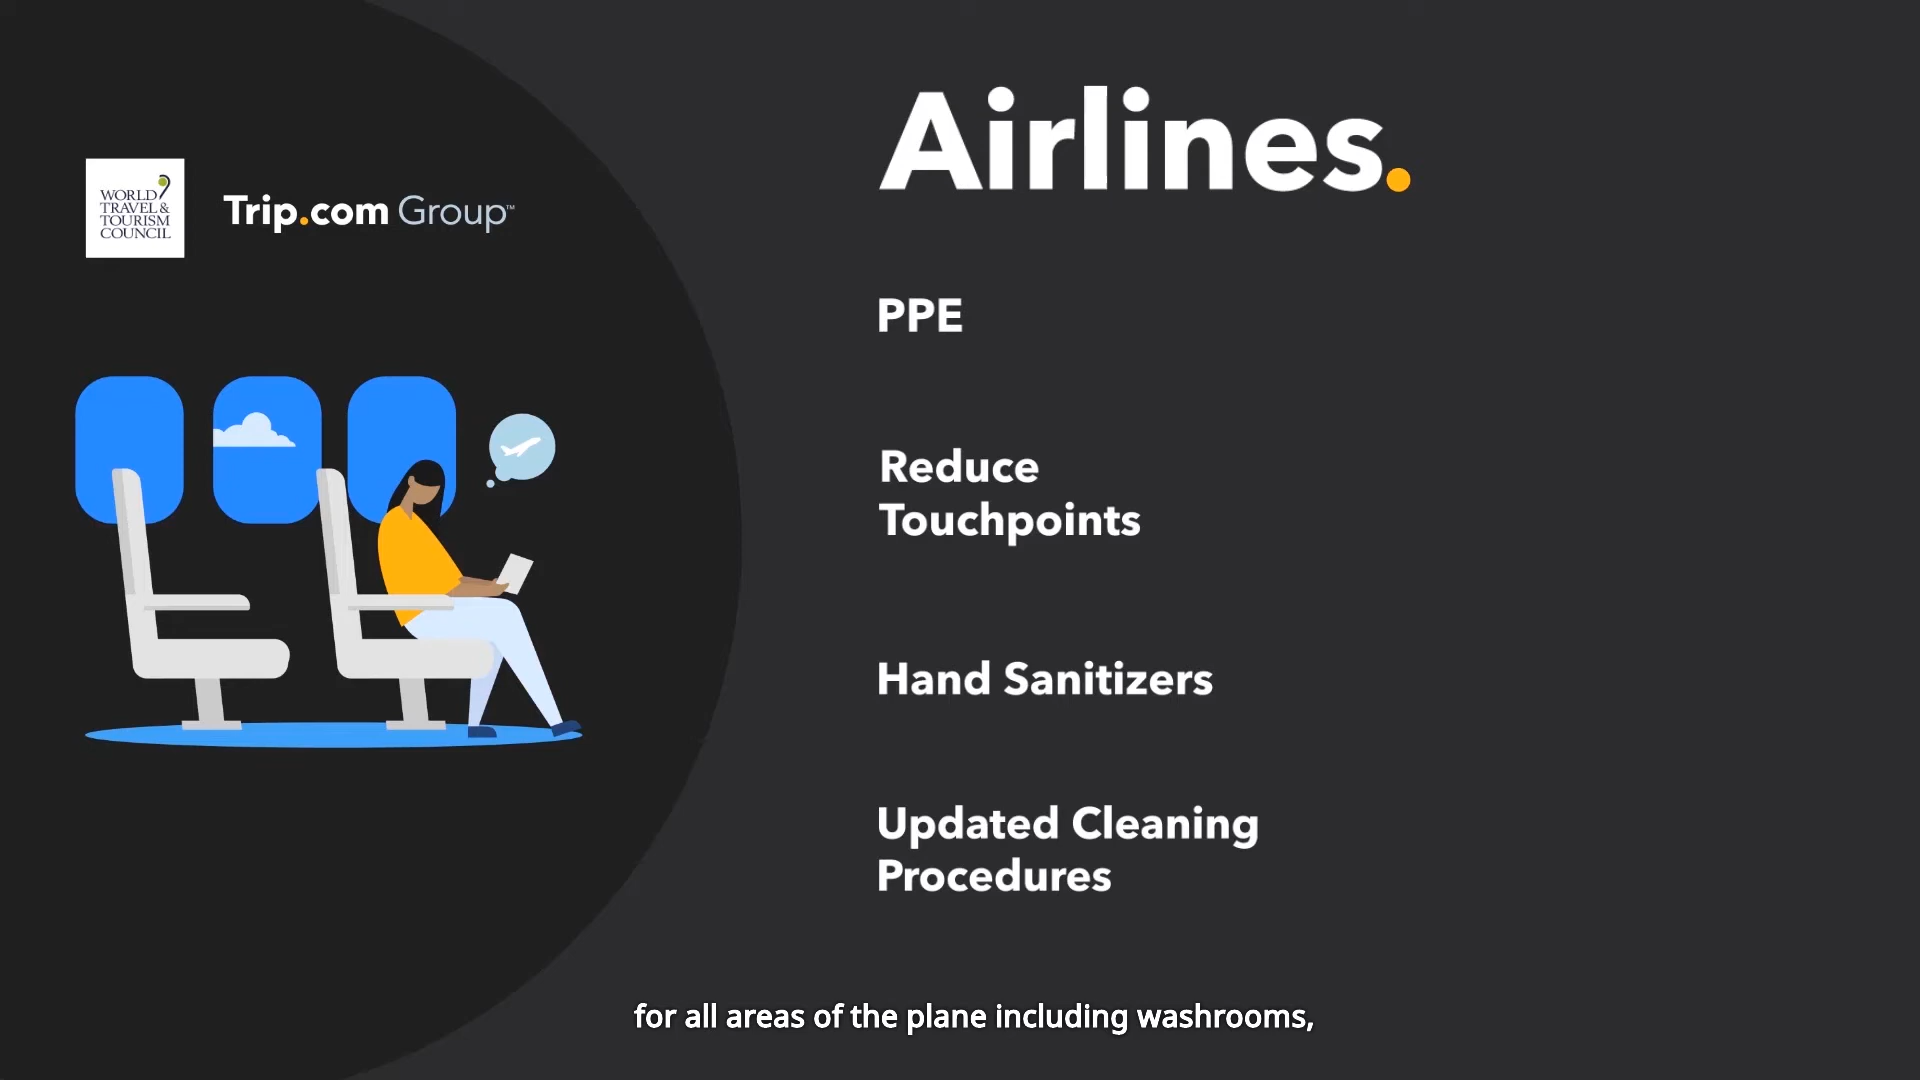 WORLD
TRAVEL &
TOURISM
COUNCIL
Trip.com Group™
Airlines.
PPE
Reduce
Touchpoints
Hand Sanitizers
Updated Cleaning
Procedures
for all areas of the plane including washrooms,